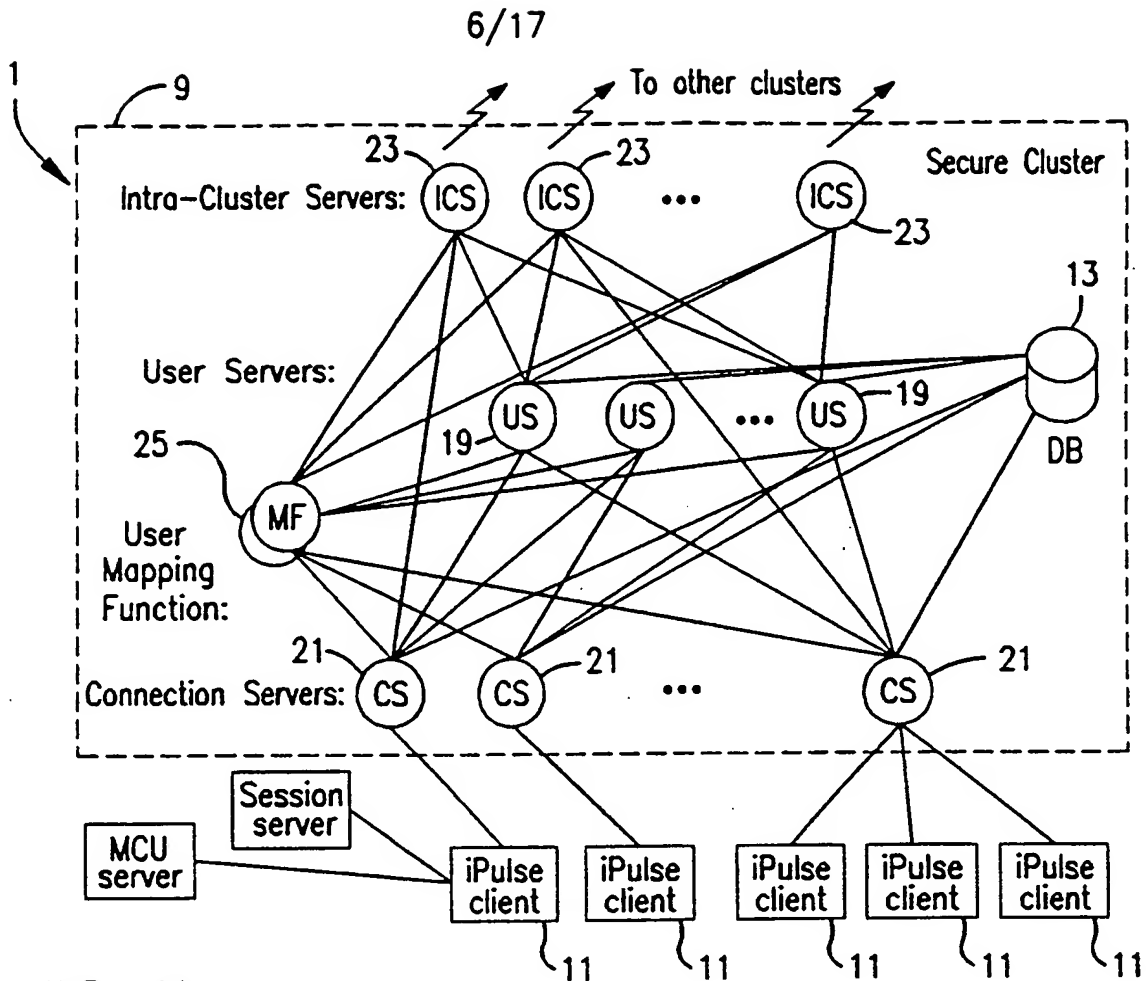 6/17
1
9
To other clusters
23
23
Secure Cluster
Intra-Cluster Servers:
ICS
ICS
...
ICS
23
13
User Servers:
US
US
...
US
19
19
DB
25
MF
User
Mapping
Function:
21
21
21
Connection Servers:
CS
CS
...
CS
Session
server
MCU
server
iPulse
client
iPulse
client
iPulse
client
iPulse
client
iPulse
client
11
11
11
11
11